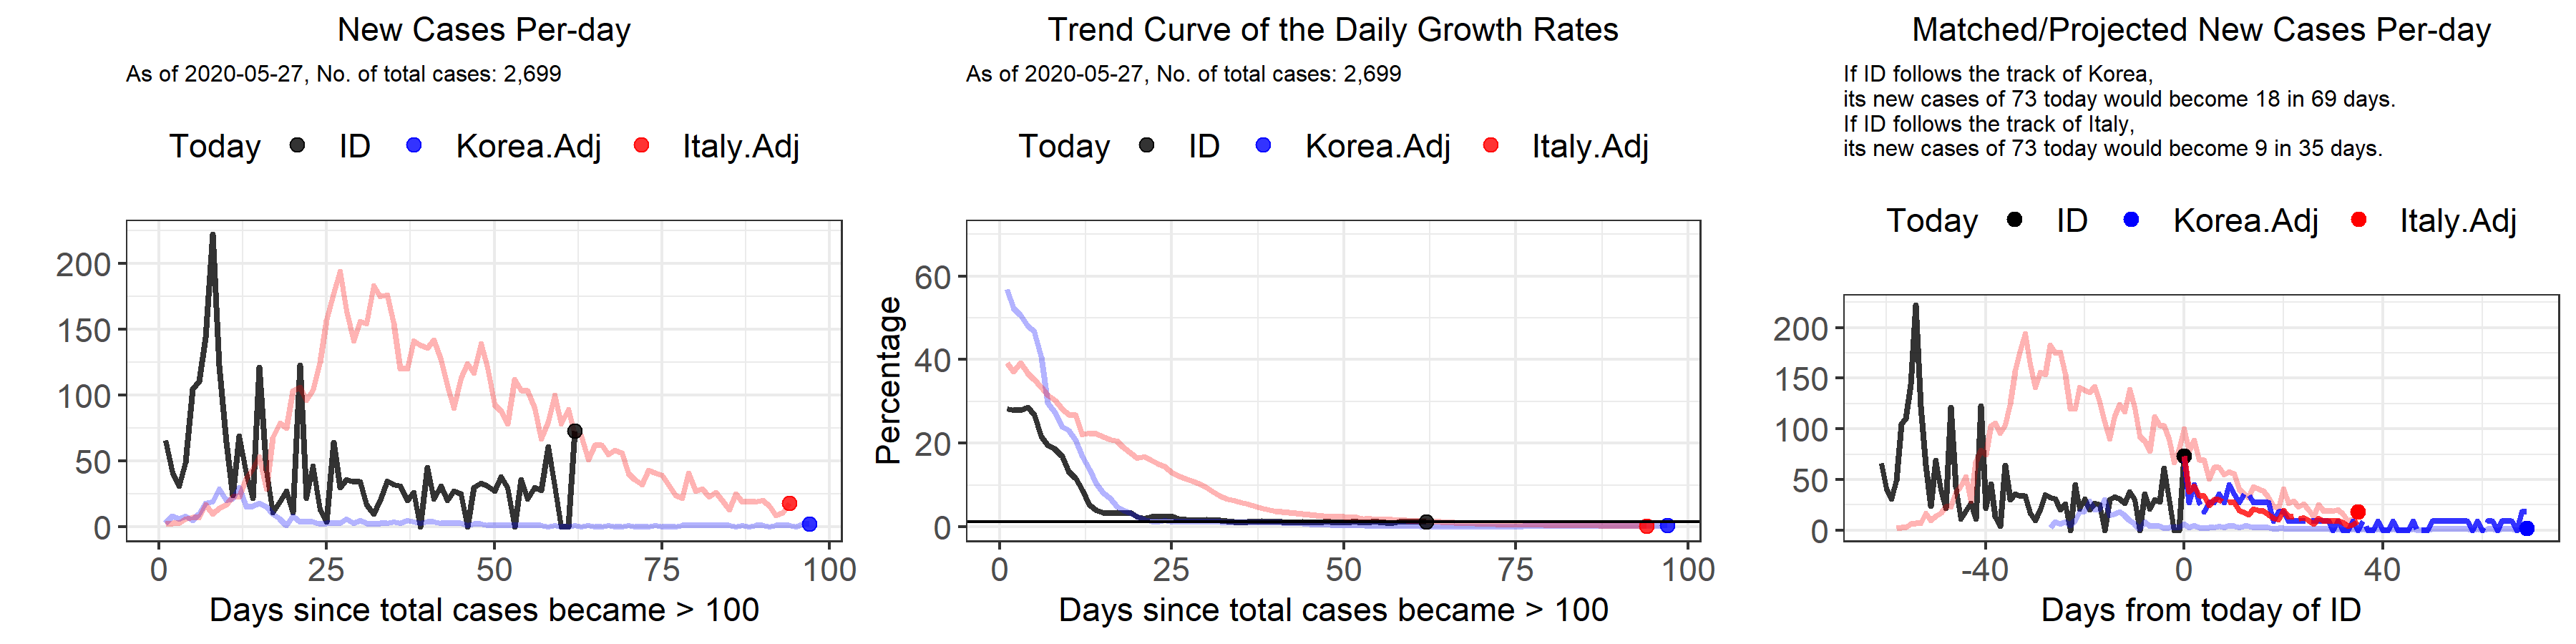 New Cases Per-day
As of 2020-05-27, No. of total cases: 2,699
Today ID Korea.Adj Italy.Adj
200
150
100
50
0
0 25 50 75 100
Days since total cases became > 100
Trend Curve of the Daily Growth Rates
As of 2020-05-27, No. of total cases: 2,699
Today ID Korea.Adj Italy.Adj
Percentage
60
40
20
0
0 25 50 75 100
Days since total cases became > 100
Matched/Projected New Cases Per-day
If ID follows the track of Korea,
its new cases of 73 today would become 18 in 69 days.
If ID follows the track of Italy,
its new cases of 73 today would become 9 in 35 days.
Today ID Korea.Adj Italy.Adj
200
150
100
50
0
-40 0 40
Days from today of ID